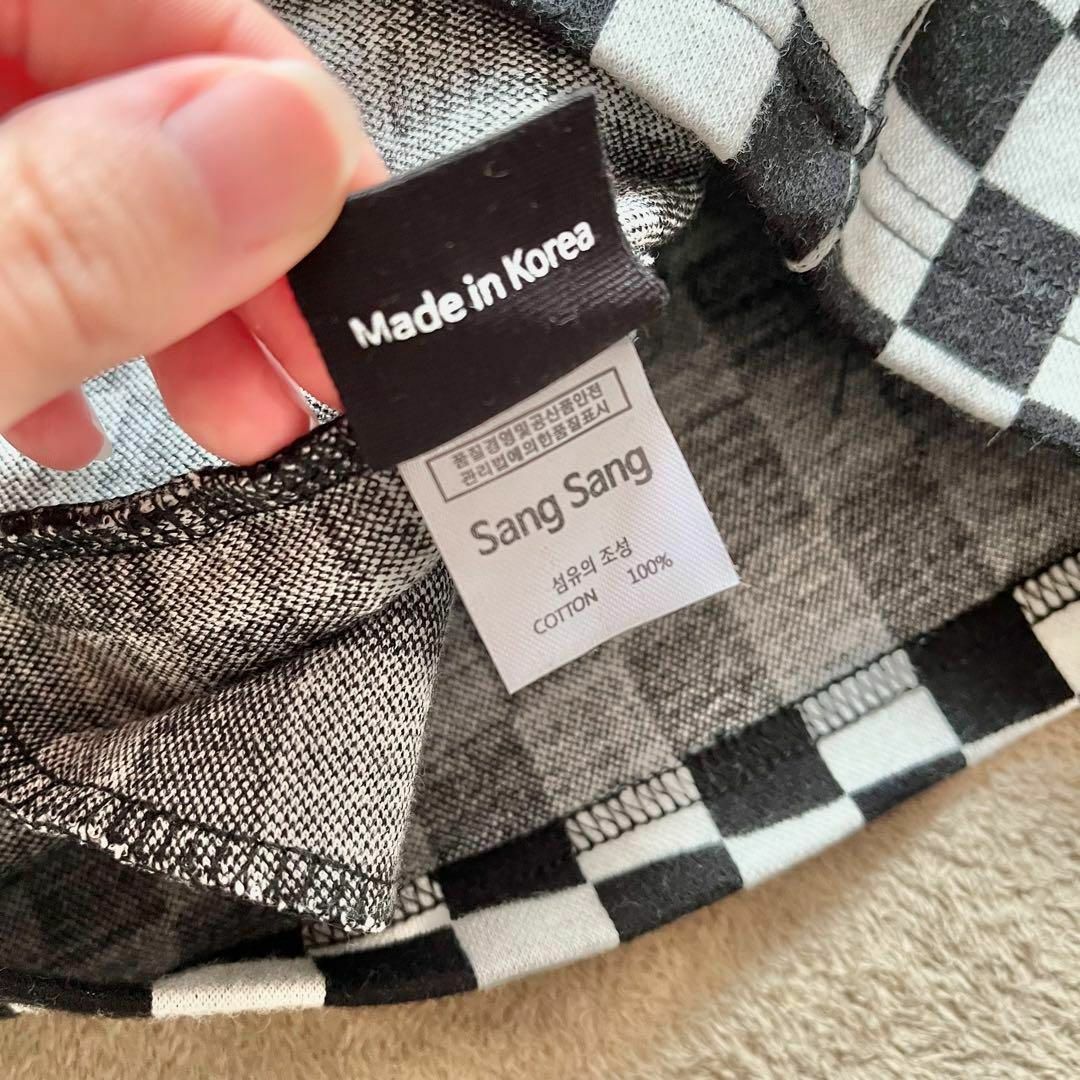 Made in Korea
품질경영및공산품안전
관리법에의한품질표시
Sang Sang
섬유의 조성
COTTON 100%